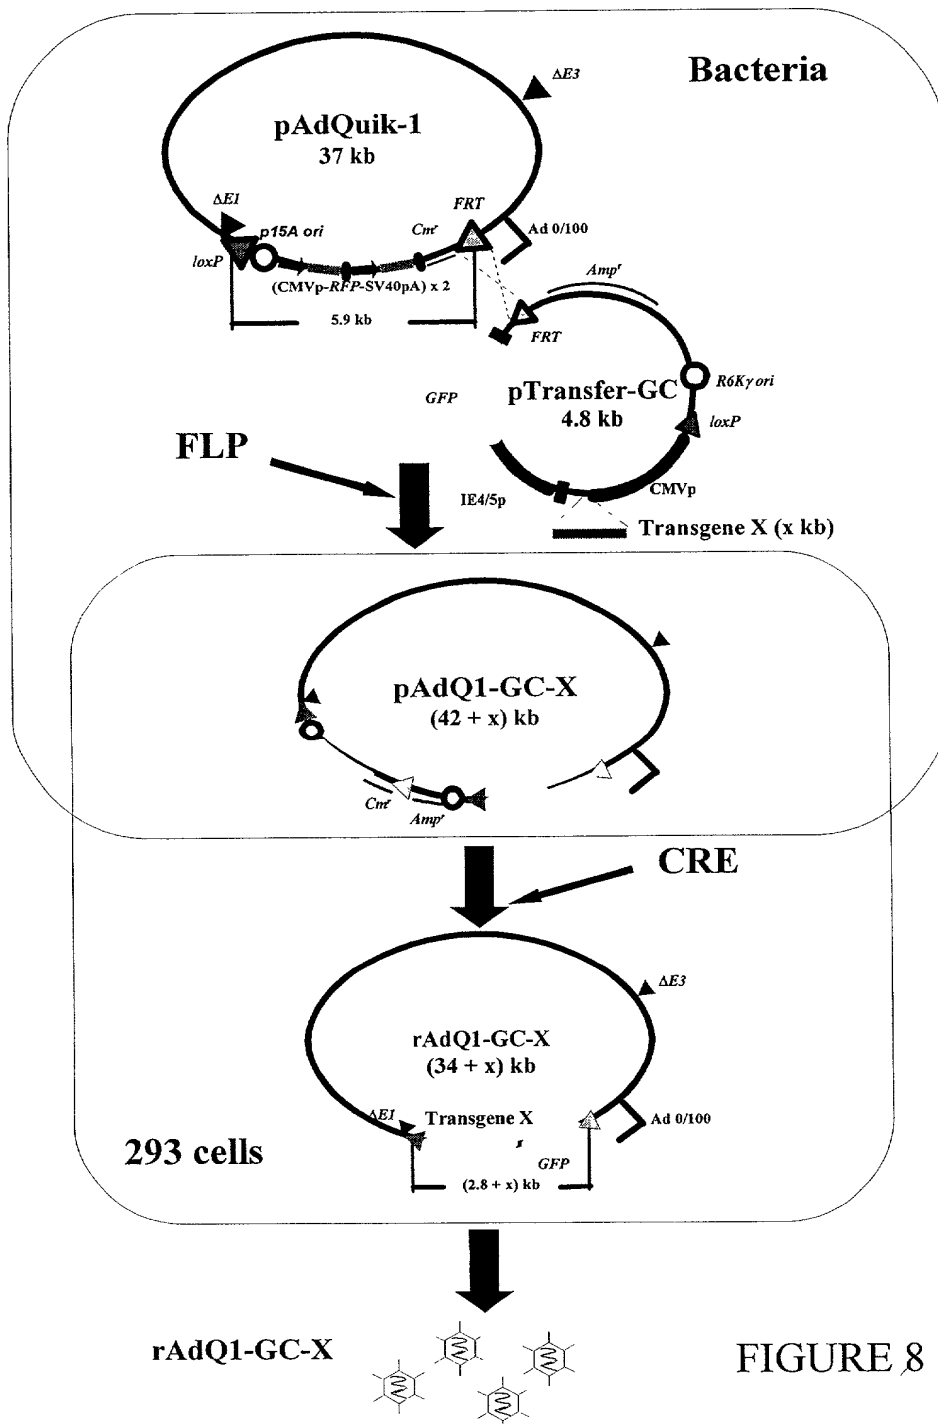 Bacteria
ΔE3
pAdQuik-1
37 kb
ΔE1
FRT
p15A ori
Cmʳ
Ad 0/100
loxP
(CMVp-RFP-SV40pA) x 2
5.9 kb
Ampʳ
FRT
R6Kγ ori
GFP
pTransfer-GC
4.8 kb
loxP
FLP
IE4/5p
CMVp
Transgene X (x kb)
pAdQ1-GC-X
(42 + x) kb
Cmʳ
Ampʳ
CRE
ΔE3
rAdQ1-GC-X
(34 + x) kb
ΔE1
Transgene X
Ad 0/100
293 cells
GFP
(2.8 + x) kb
rAdQ1-GC-X
FIGURE 8